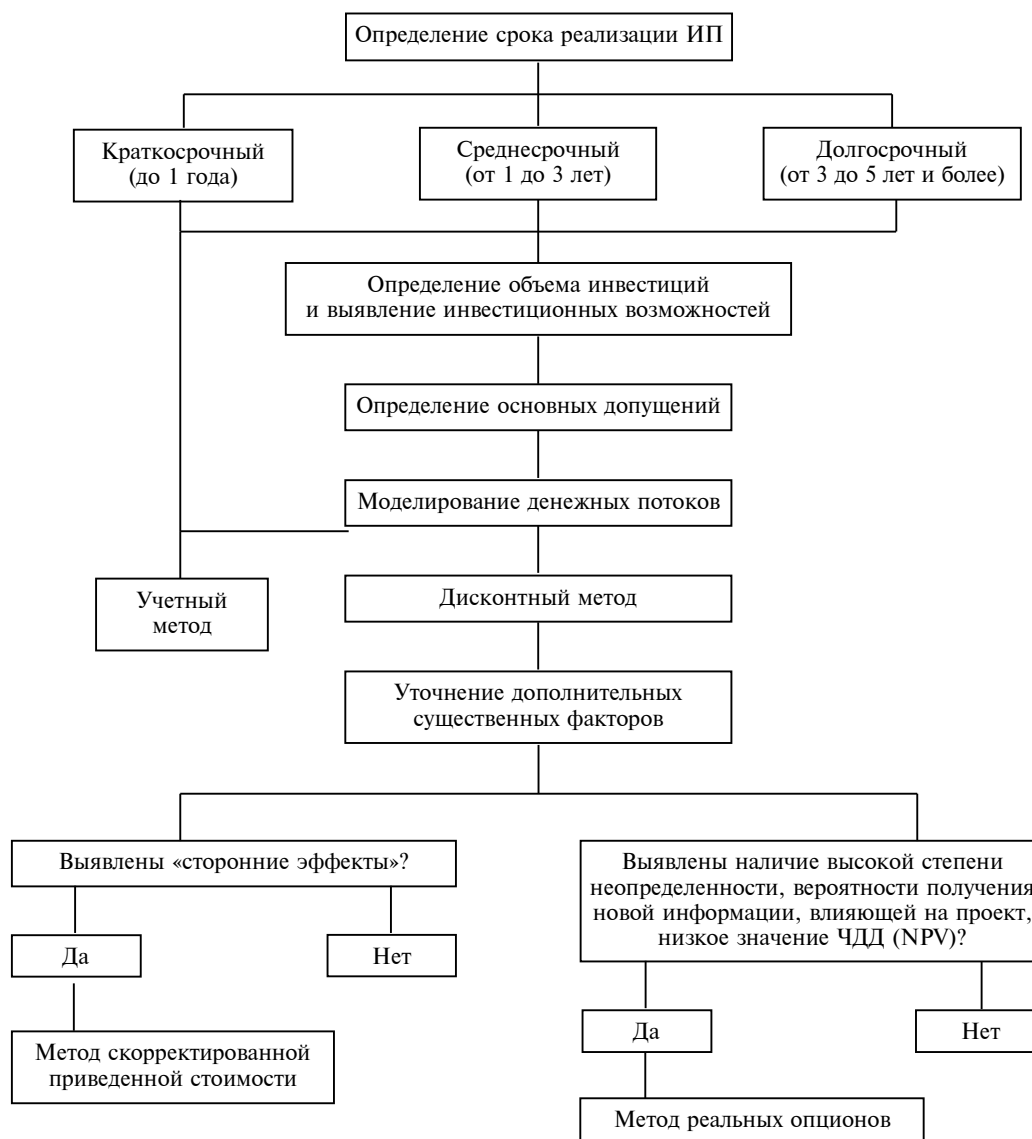 Определение срока реализации ИП
Краткосрочный
(до 1 года)
Среднесрочный
(от 1 до 3 лет)
Долгосрочный
(от 3 до 5 лет и более)
Определение объема инвестиций
и выявление инвестиционных возможностей
Определение основных допущений
Моделирование денежных потоков
Учетный
метод
Дисконтный метод
Уточнение дополнительных
существенных факторов
Выявлены «сторонние эффекты»?
Да
Нет
Метод скорректированной
приведенной стоимости
Выявлены наличие высокой степени
неопределенности, вероятности получения
новой информации, влияющей на проект,
низкое значение ЧДД (NPV)?
Да
Нет
Метод реальных опционов